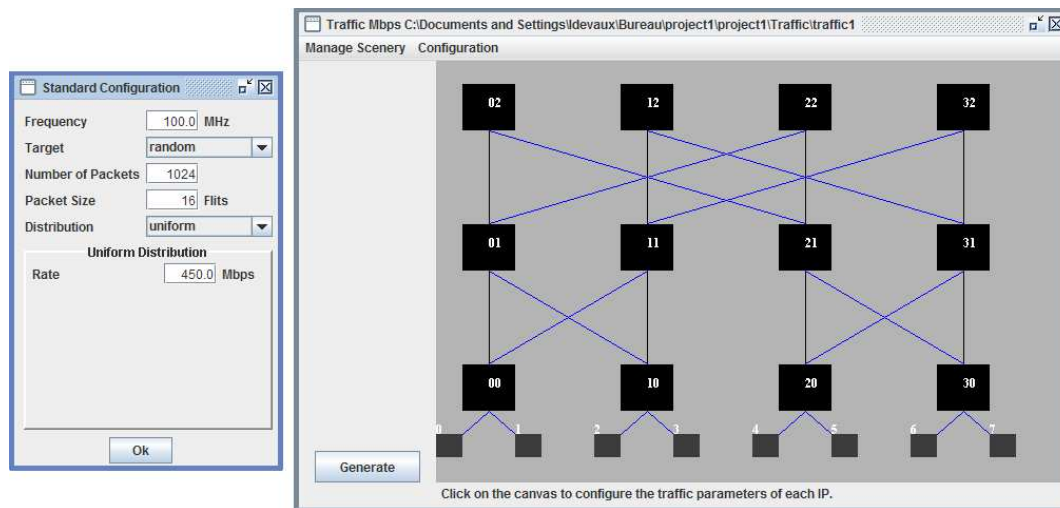 Standard Configuration
Frequency 100.0 MHz
Target random
Number of Packets 1024
Packet Size 16 Flits
Distribution uniform
Uniform Distribution
Rate 450.0 Mbps
Ok
Traffic Mbps C:\Documents and Settings\ldevaux\Bureau\project1\project1\Traffic\traffic1
Manage Scenery Configuration
02 12 22 32
01 11 21 31
00 10 20 30
0 1 2 3 4 5 6 7
Generate
Click on the canvas to configure the traffic parameters of each IP.